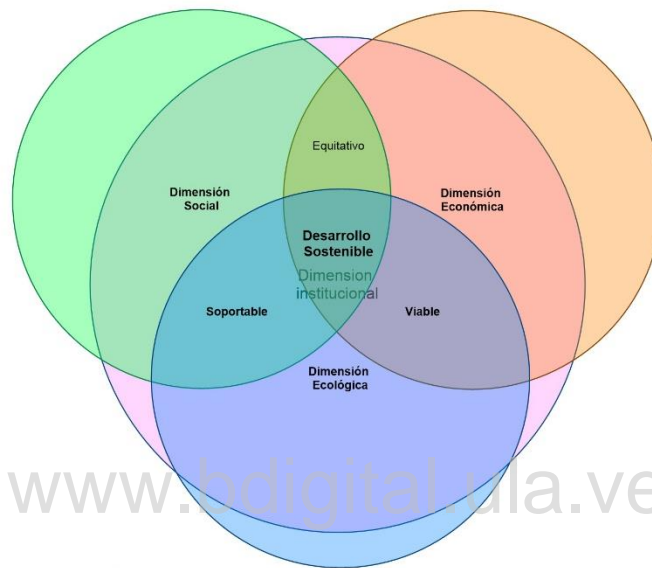 Equitativo
Dimensión
Social
Dimensión
Económica
Desarrollo
Sostenible
Dimension
institucional
Soportable
Viable
Dimensión
Ecológica
www.bdigital.ula.ve